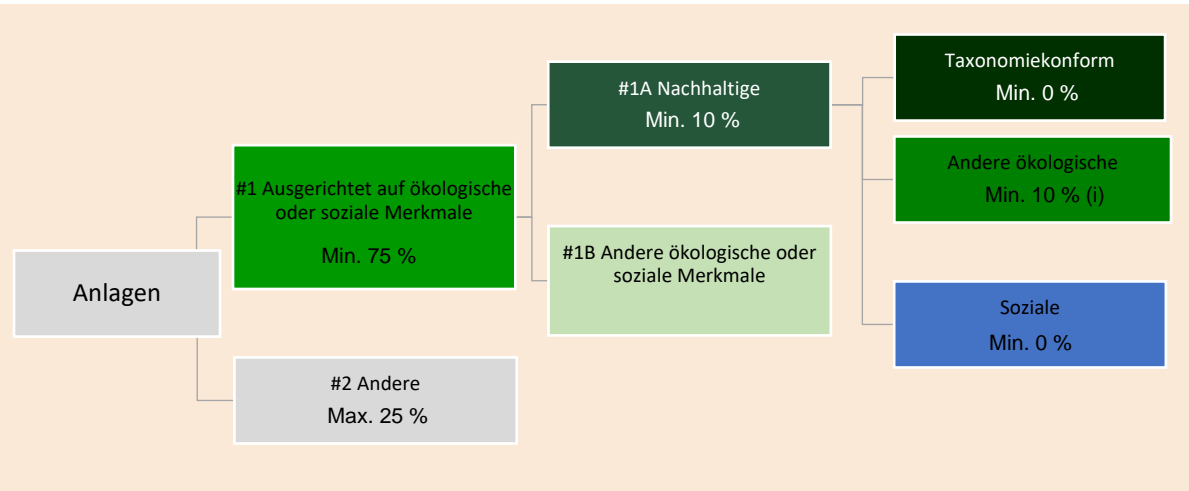 Anlagen
#1 Ausgerichtet auf ökologische
oder soziale Merkmale
Min. 75 %
#2 Andere
Max. 25 %
#1A Nachhaltige
Min. 10 %
#1B Andere ökologische oder
soziale Merkmale
Taxonomiekonform
Min. 0 %
Andere ökologische
Min. 10 % (i)
Soziale
Min. 0 %